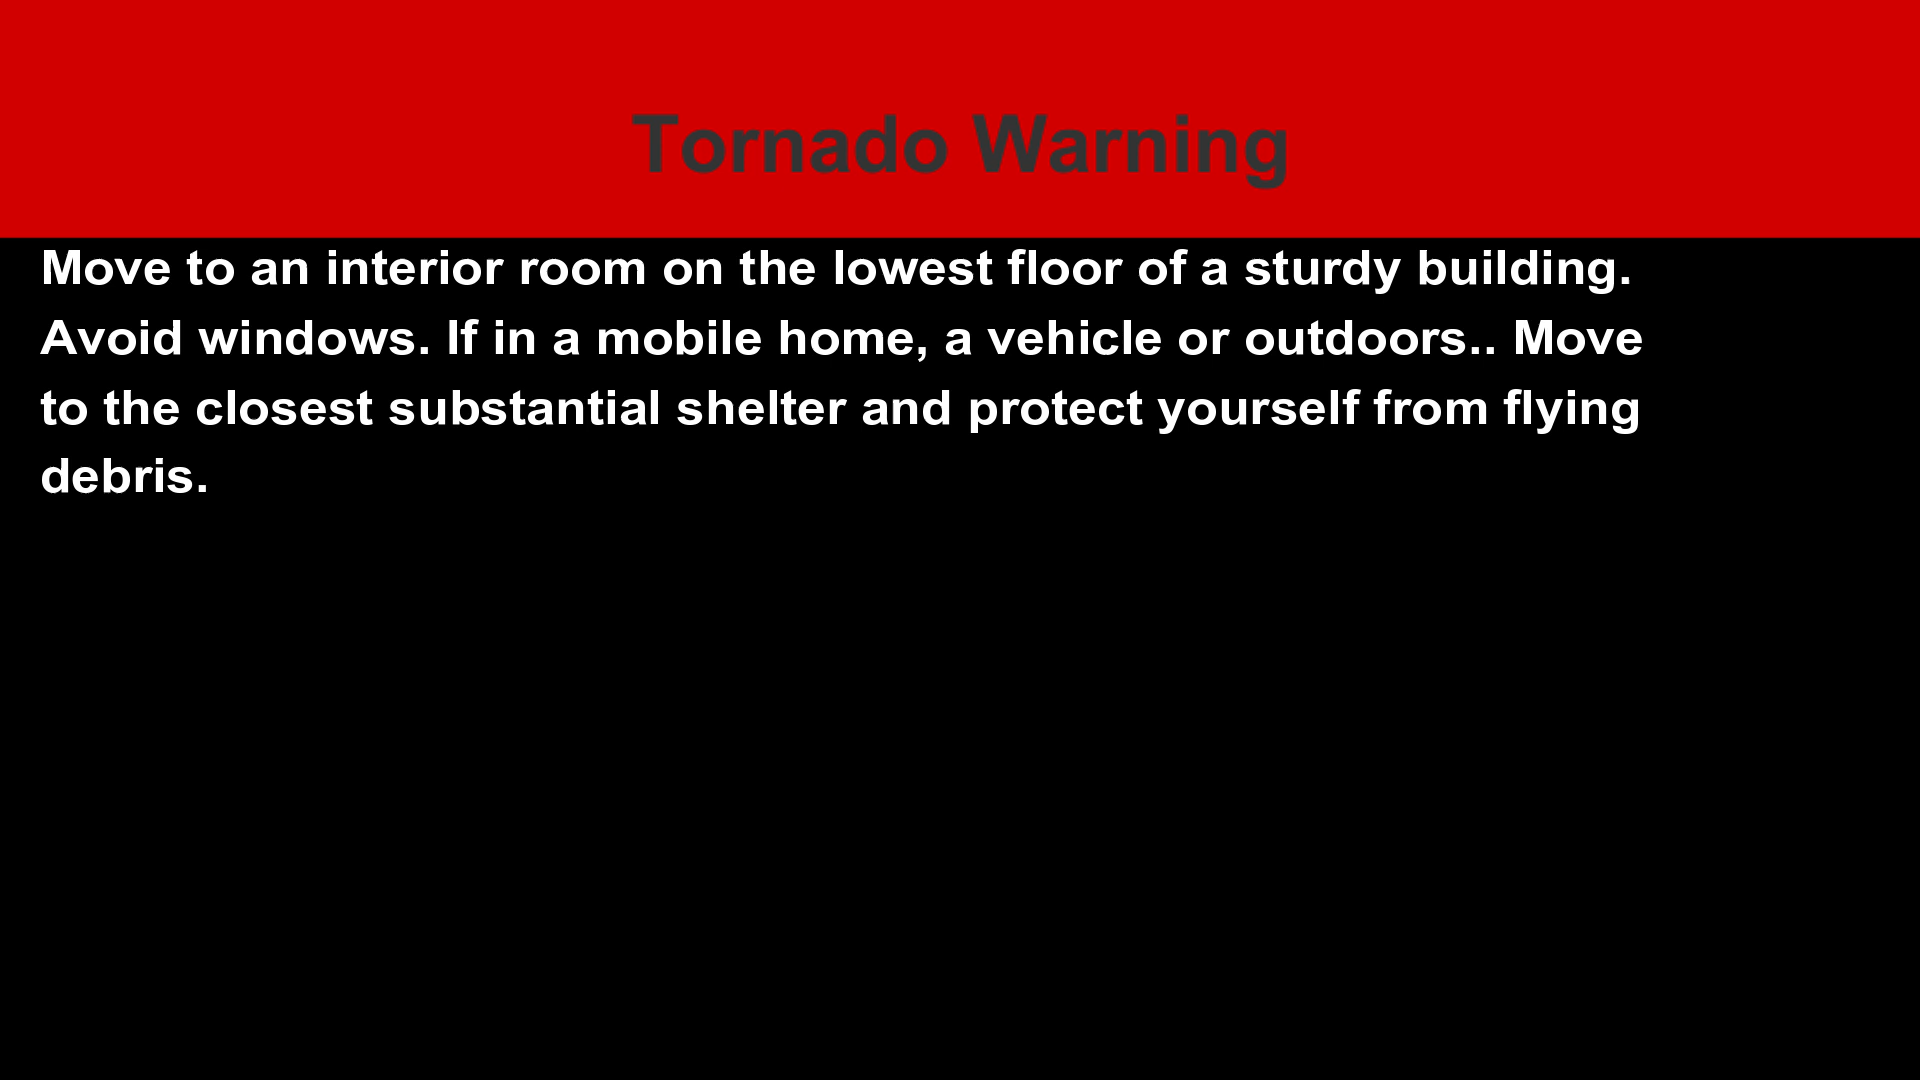 Tornado Warning
Move to an interior room on the lowest floor of a sturdy building.
Avoid windows. If in a mobile home, a vehicle or outdoors.. Move
to the closest substantial shelter and protect yourself from flying
debris.